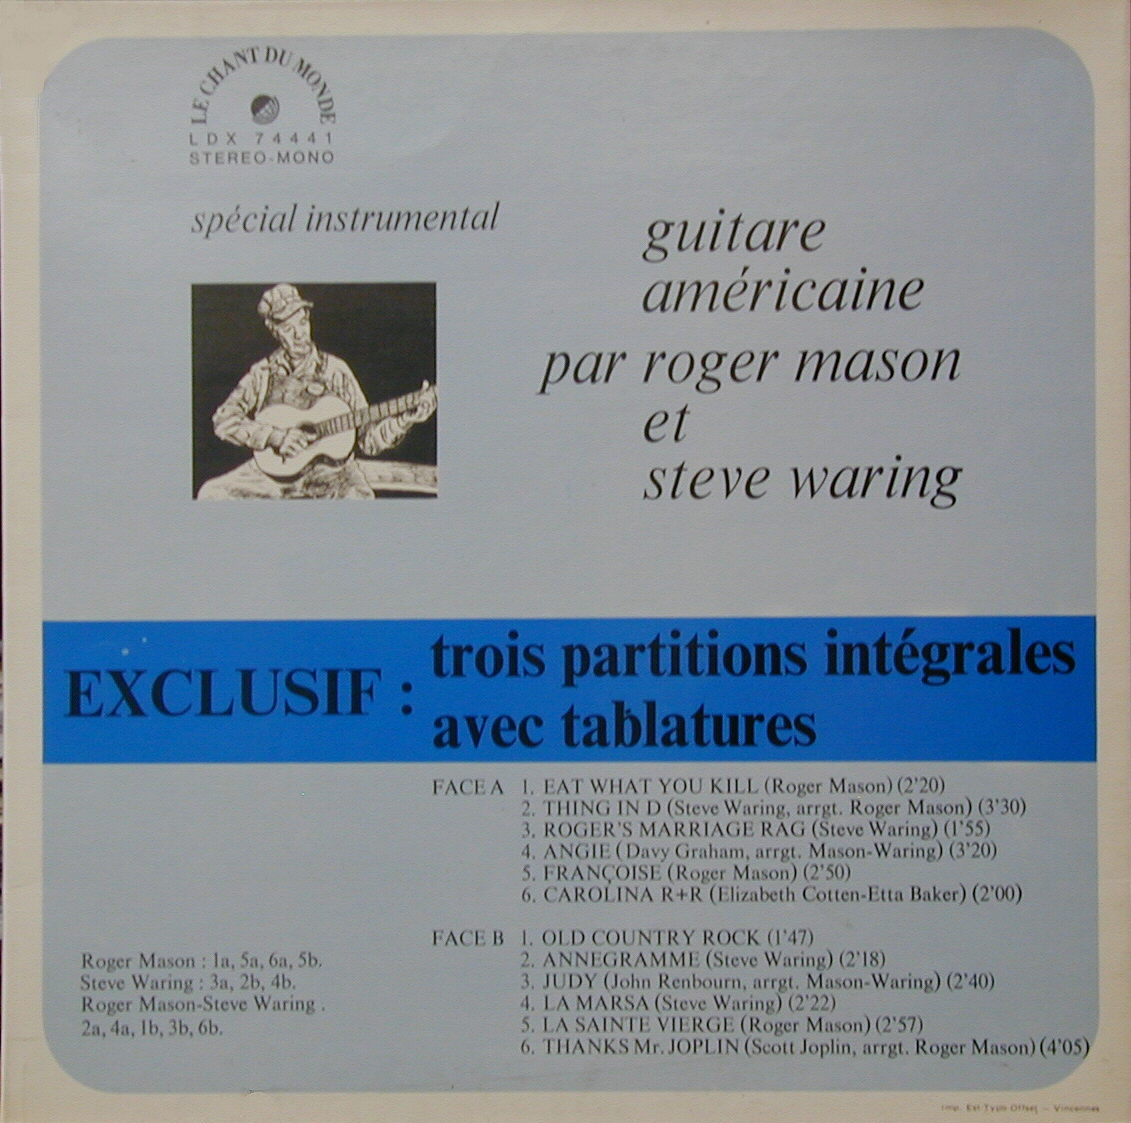 LE CHANT DU MONDE
LDX 74441
STEREO-MONO
spécial instrumental
guitare
américaine
par roger mason
et
steve waring
EXCLUSIF :
trois partitions intégrales
avec tablatures
FACE A 1. EAT WHAT YOU KILL (Roger Mason) (2'20)
2. THING IN D (Steve Waring, arrgt. Roger Mason) (3'30)
3. ROGER'S MARRIAGE RAG (Steve Waring) (1'55)
4. ANGIE (Davy Graham, arrgt. Mason-Waring) (3'20)
5. FRANÇOISE (Roger Mason) (2'50)
6. CAROLINA R+R (Elizabeth Cotten-Etta Baker) (2'00)
FACE B 1. OLD COUNTRY ROCK (1'47)
2. ANNEGRAMME (Steve Waring) (2'18)
3. JUDY (John Renbourn, arrgt. Mason-Waring) (2'40)
4. LA MARSA (Steve Waring) (2'22)
5. LA SAINTE VIERGE (Roger Mason) (2'57)
6. THANKS Mr. JOPLIN (Scott Joplin, arrgt. Roger Mason) (4'05)
Roger Mason : 1a, 5a, 6a, 5b.
Steve Waring : 3a, 2b, 4b.
Roger Mason-Steve Waring .
2a, 4a, 1b, 3b, 6b.
Imp. Ext Typo-Offset - Vincennes